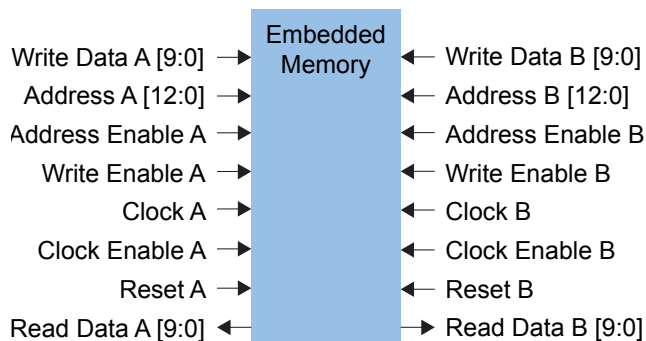 Embedded
Memory
Write Data A [9:0]
Address A [12:0]
Address Enable A
Write Enable A
Clock A
Clock Enable A
Reset A
Read Data A [9:0]
Write Data B [9:0]
Address B [12:0]
Address Enable B
Write Enable B
Clock B
Clock Enable B
Reset B
Read Data B [9:0]